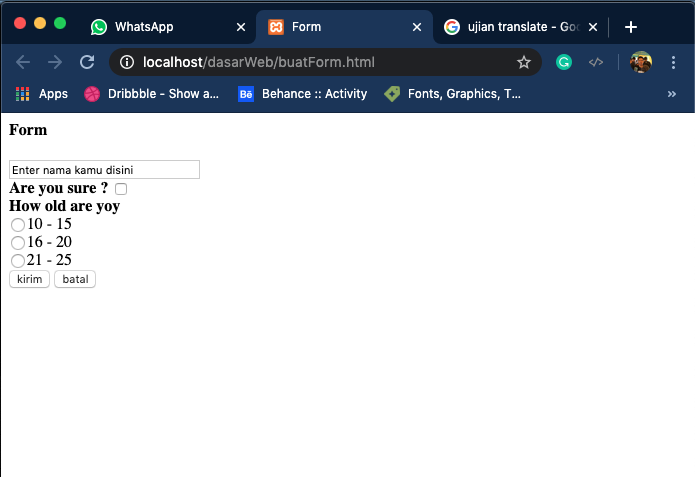 WhatsApp
Form
ujian translate - Goo
localhost/dasarWeb/buatForm.html
Apps
Dribbble - Show a...
Bē Behance :: Activity
Fonts, Graphics, T...
Form
Enter nama kamu disini
Are you sure ?
How old are yoy
10 - 15
16 - 20
21 - 25
kirim batal